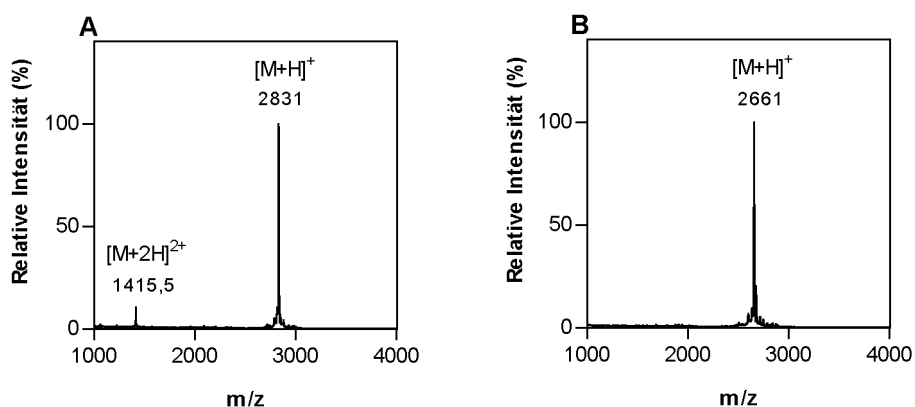 A
[M+H]+
2831
[M+2H]2+
1415,5
100
50
0
1000 2000 3000 4000
m/z
Relative Intensität (%)
B
[M+H]+
2661
100
50
0
1000 2000 3000 4000
m/z
Relative Intensität (%)